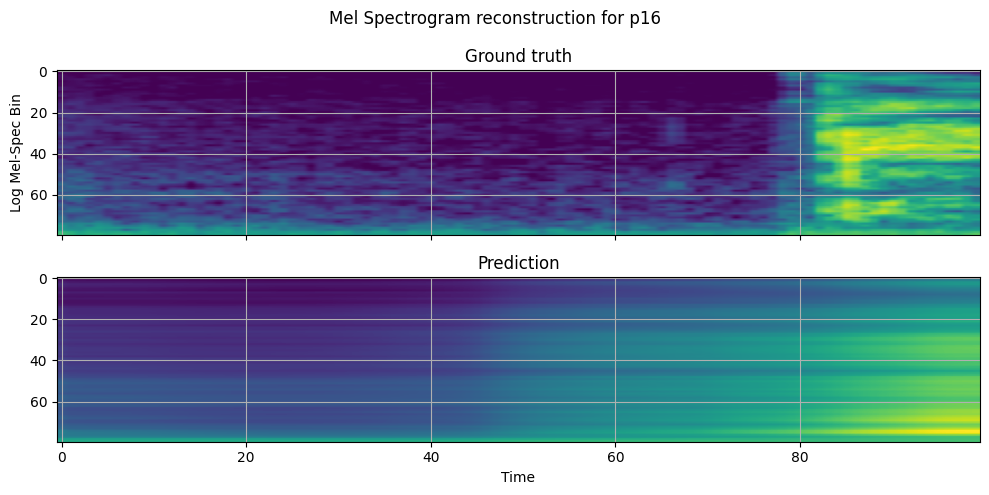 Mel Spectrogram reconstruction for p16
Ground truth
Log Mel-Spec Bin
0
20
40
60
Prediction
0
20
40
60
0 20 40 60 80
Time